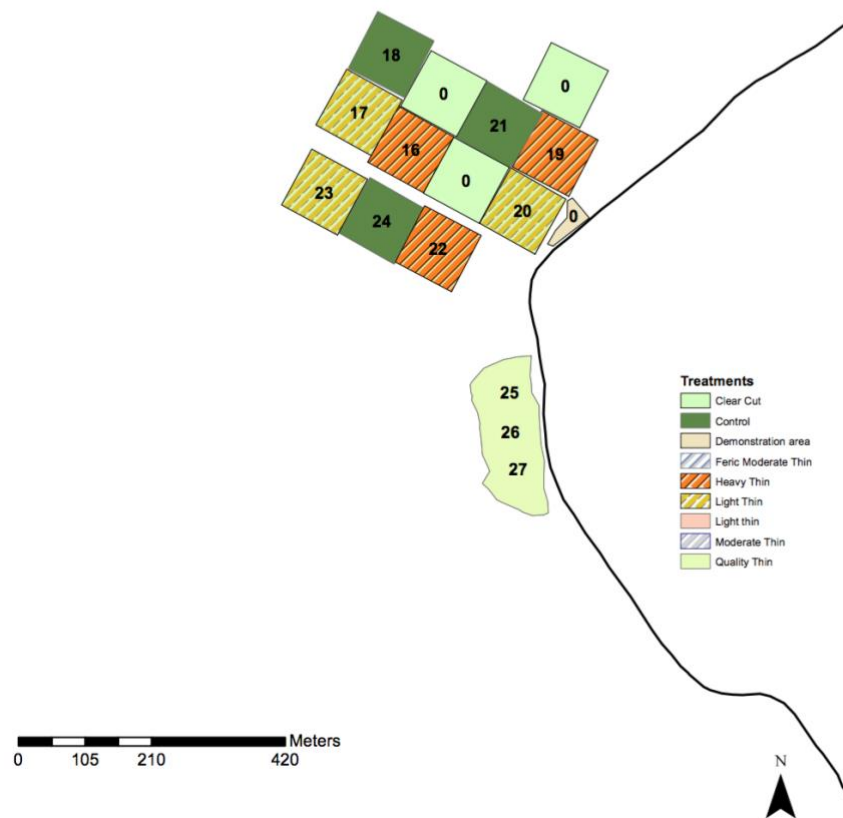 18
0
0
17
21
16
19
0
23
20
24
0
22
25
26
27
Treatments
Clear Cut
Control
Demonstration area
Feric Moderate Thin
Heavy Thin
Light Thin
Light thin
Moderate Thin
Quality Thin
Meters
0 105 210 420
N